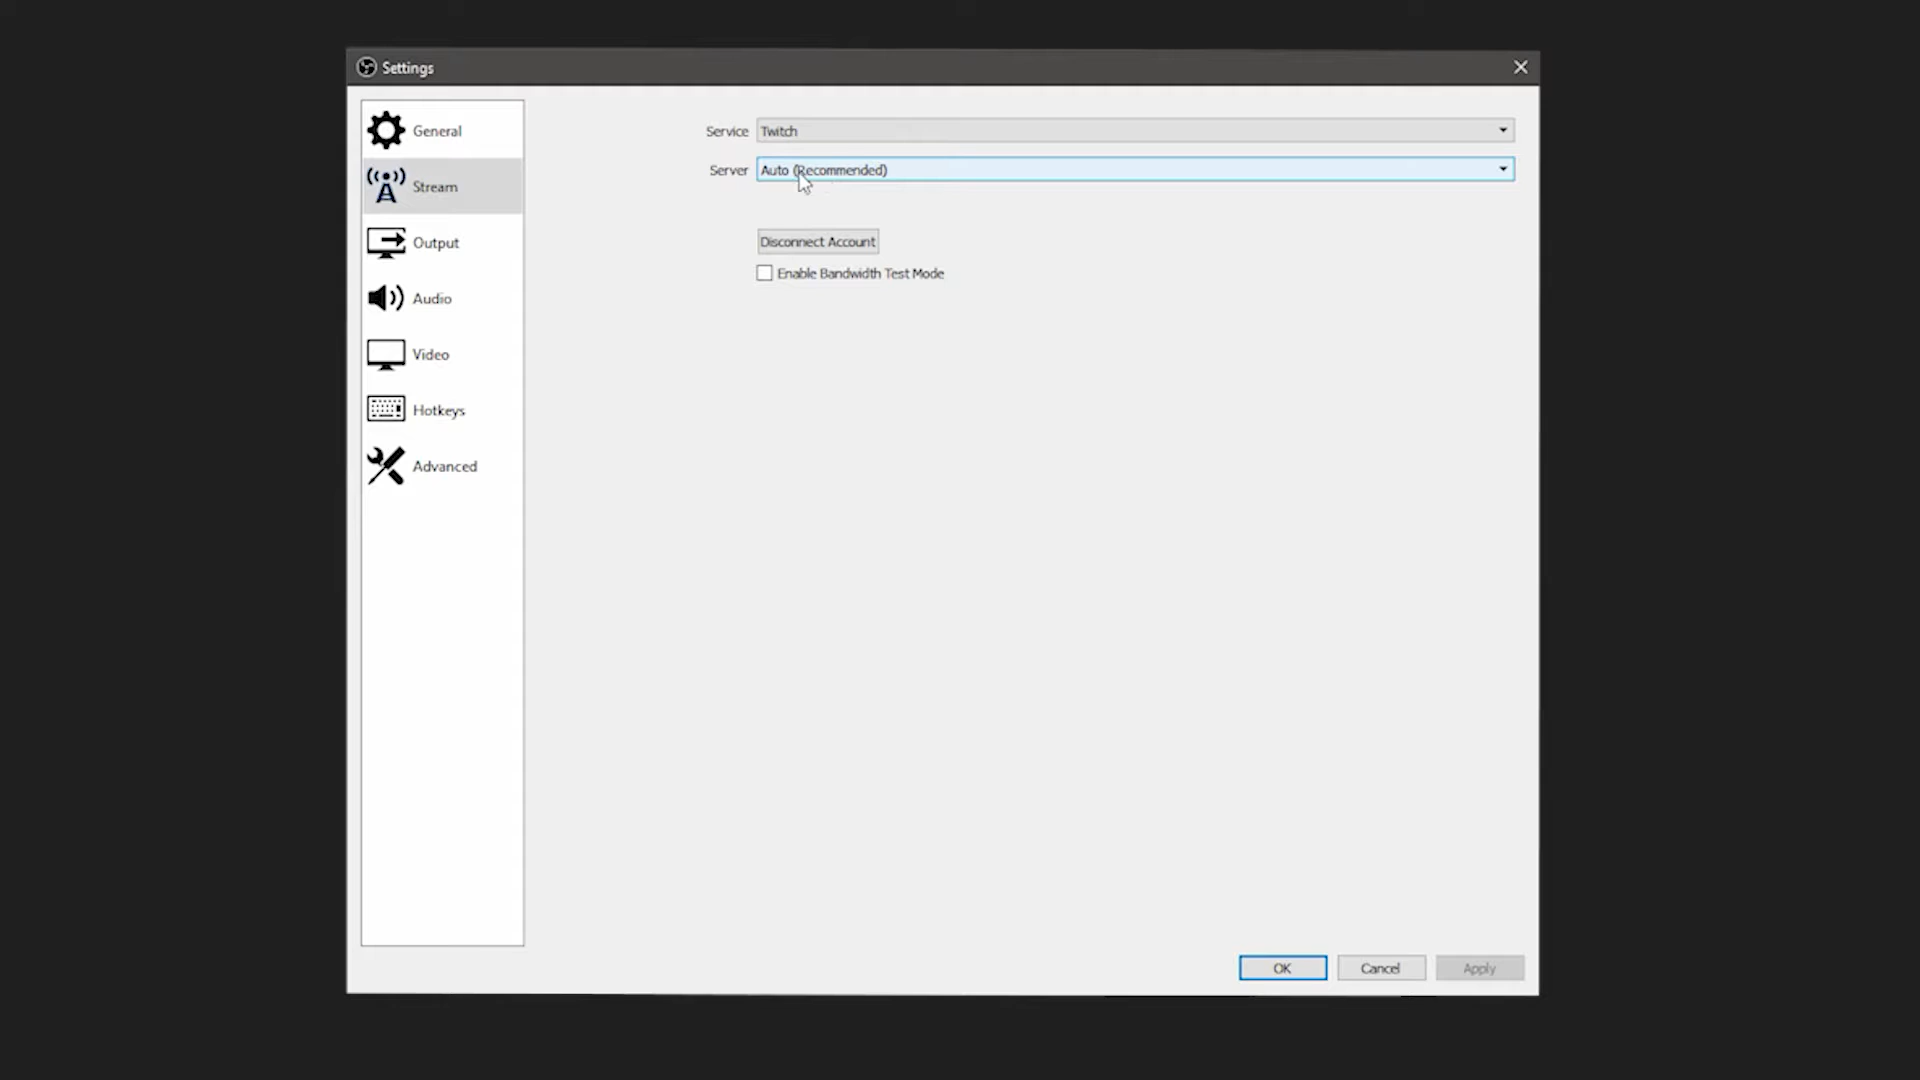 Settings
General
Stream
Output
Audio
Video
Hotkeys
Advanced
Service Twitch
Server Auto (Recommended)
Disconnect Account
Enable Bandwidth Test Mode
OK Cancel Apply